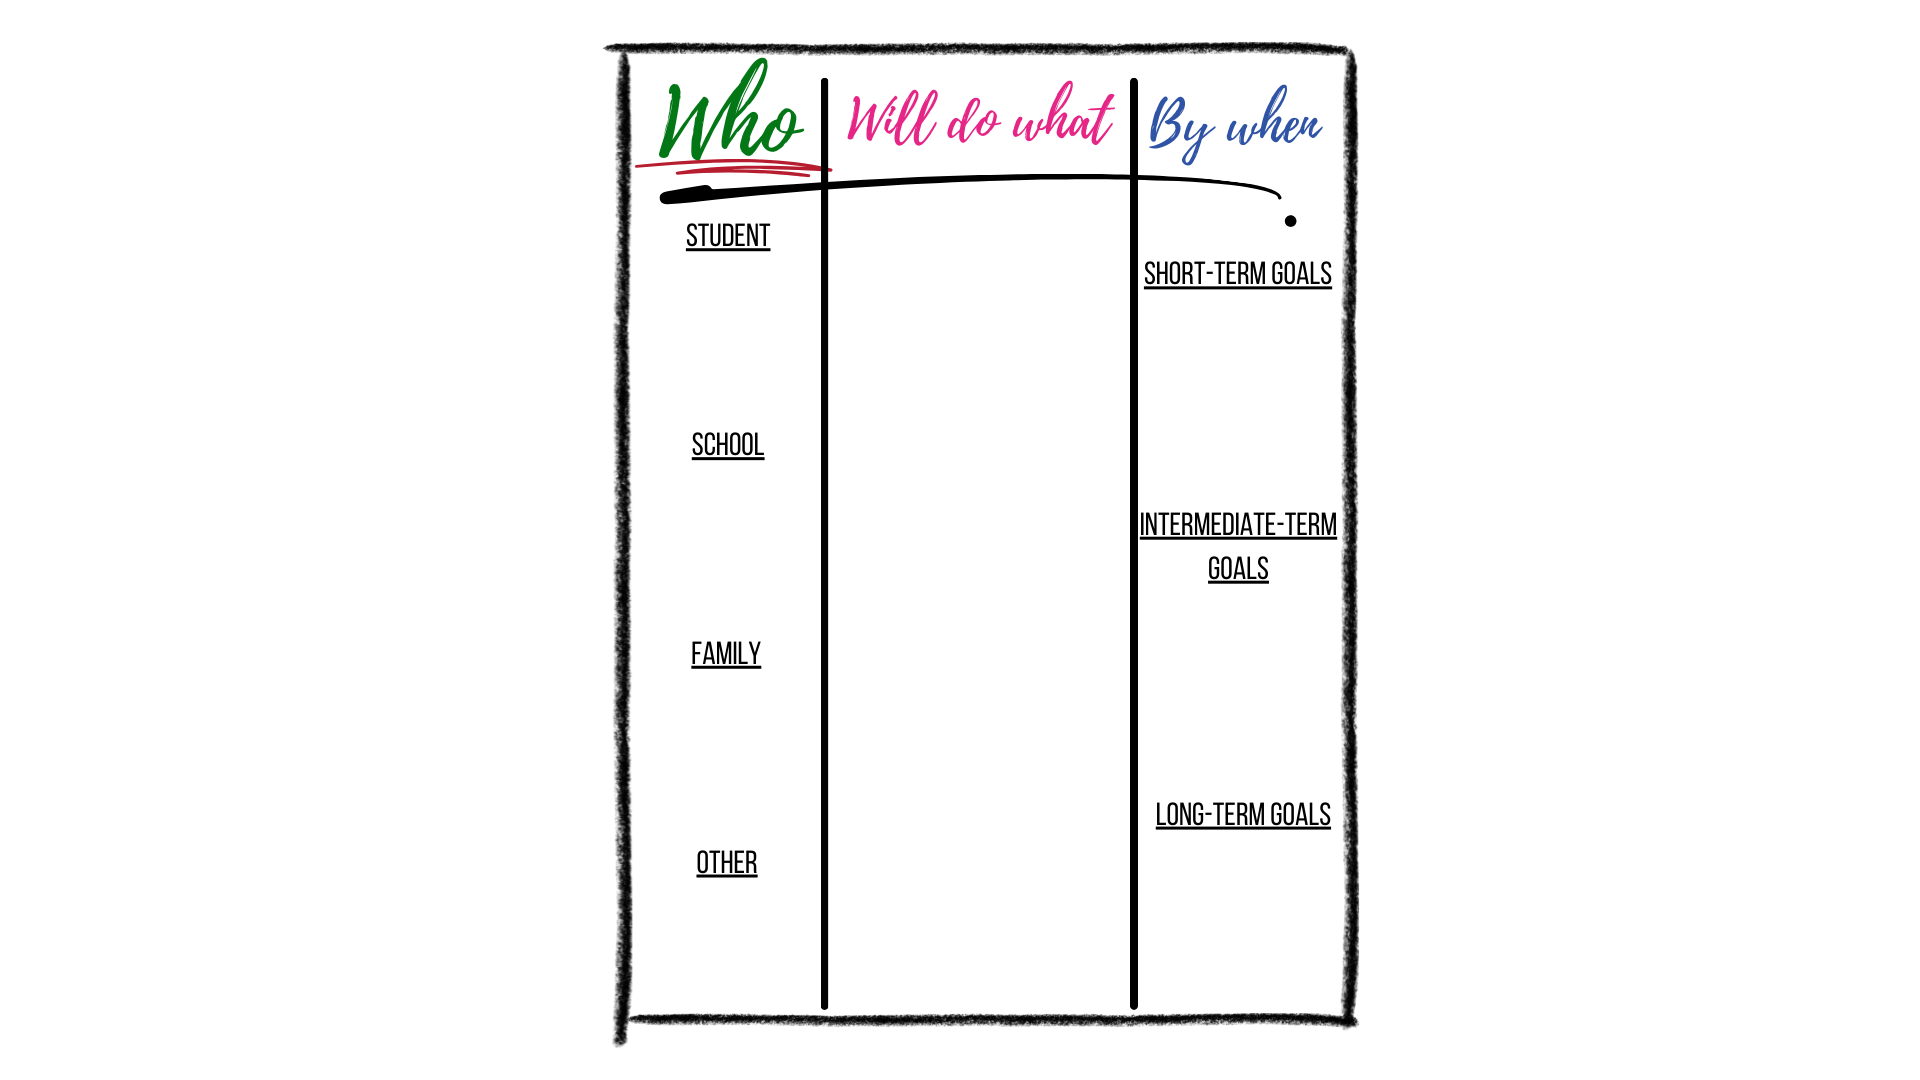 Who
Will do what
By when
STUDENT
SHORT-TERM GOALS
SCHOOL
INTERMEDIATE-TERM
GOALS
FAMILY
LONG-TERM GOALS
OTHER